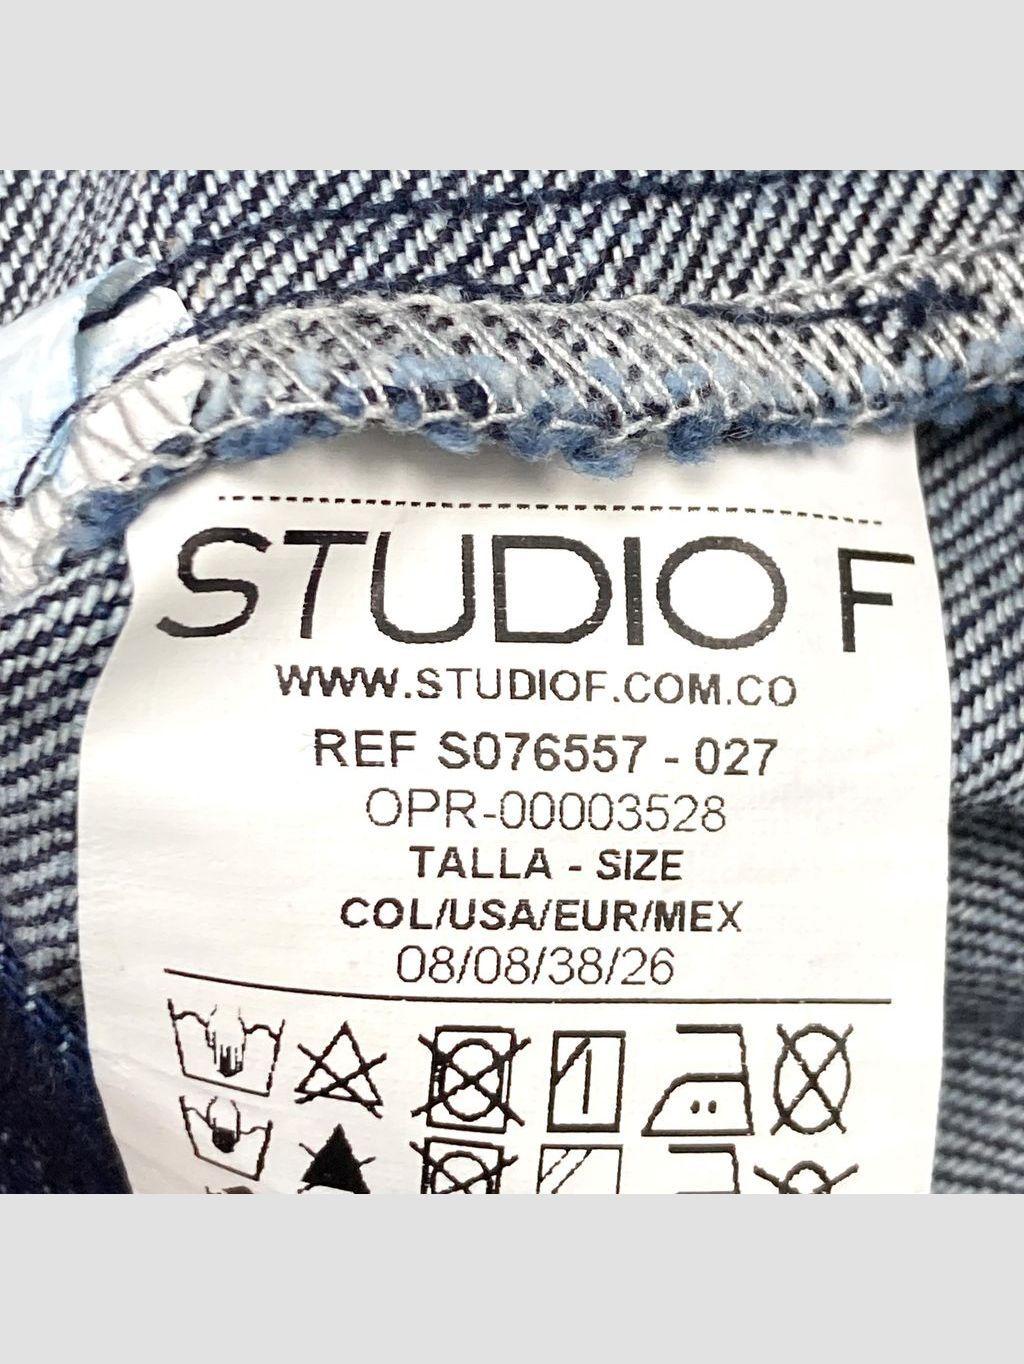 STUDIO F
WWW.STUDIOF.COM.CO
REF S076557 - 027
OPR-00003528
TALLA - SIZE
COL/USA/EUR/MEX
08/08/38/26